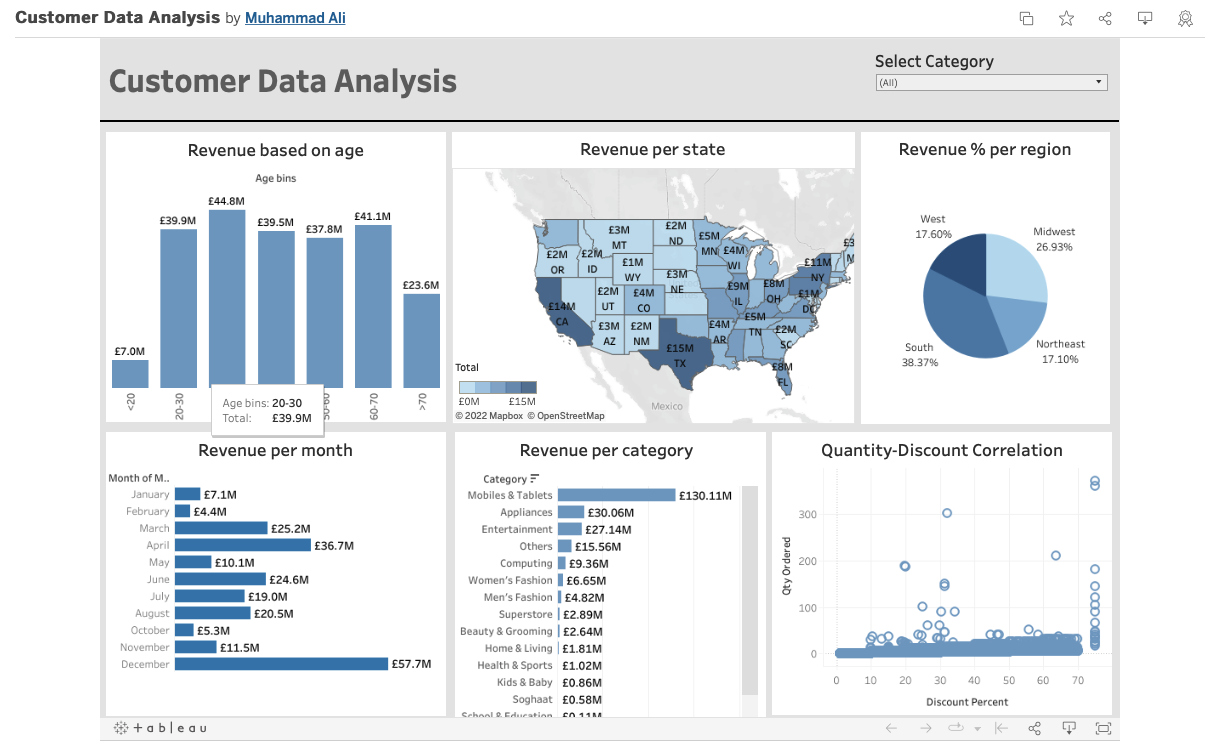 Customer Data Analysis by Muhammad Ali
Customer Data Analysis
Select Category
(All)
Revenue based on age
Age bins
£7.0M
£39.9M
£44.8M
£39.5M
£37.8M
£41.1M
£23.6M
<20
20-30
50-60
60-70
>70
Age bins: 20-30
Total: £39.9M
Revenue per state
£3M
MT
£2M
ND
£5M
MN
£2M
OR
£2M
ID
£4M
WI
£3
£1M
WY
£11M
NY
£3M
NE
£2M
UT
£4M
CO
£9M
IL
£8M
OH
£1M
DC
£14M
CA
£5M
TN
£3M
AZ
£2M
NM
£4M
AR
£2M
SC
£15M
TX
£8M
FL
Mexico
Total
£0M £15M
© 2022 Mapbox © OpenStreetMap
Revenue % per region
West
17.60%
Midwest
26.93%
South
38.37%
Northeast
17.10%
Revenue per month
Month of M..
January £7.1M
February £4.4M
March £25.2M
April £36.7M
May £10.1M
June £24.6M
July £19.0M
August £20.5M
October £5.3M
November £11.5M
December £57.7M
Revenue per category
Category
Mobiles & Tablets £130.11M
Appliances £30.06M
Entertainment £27.14M
Others £15.56M
Computing £9.36M
Women's Fashion £6.65M
Men's Fashion £4.82M
Superstore £2.89M
Beauty & Grooming £2.64M
Home & Living £1.81M
Health & Sports £1.02M
Kids & Baby £0.86M
Soghaat £0.58M
School & Education £0.11M
Quantity-Discount Correlation
Qty Ordered
300
200
100
0
0 10 20 30 40 50 60 70
Discount Percent
+ableau